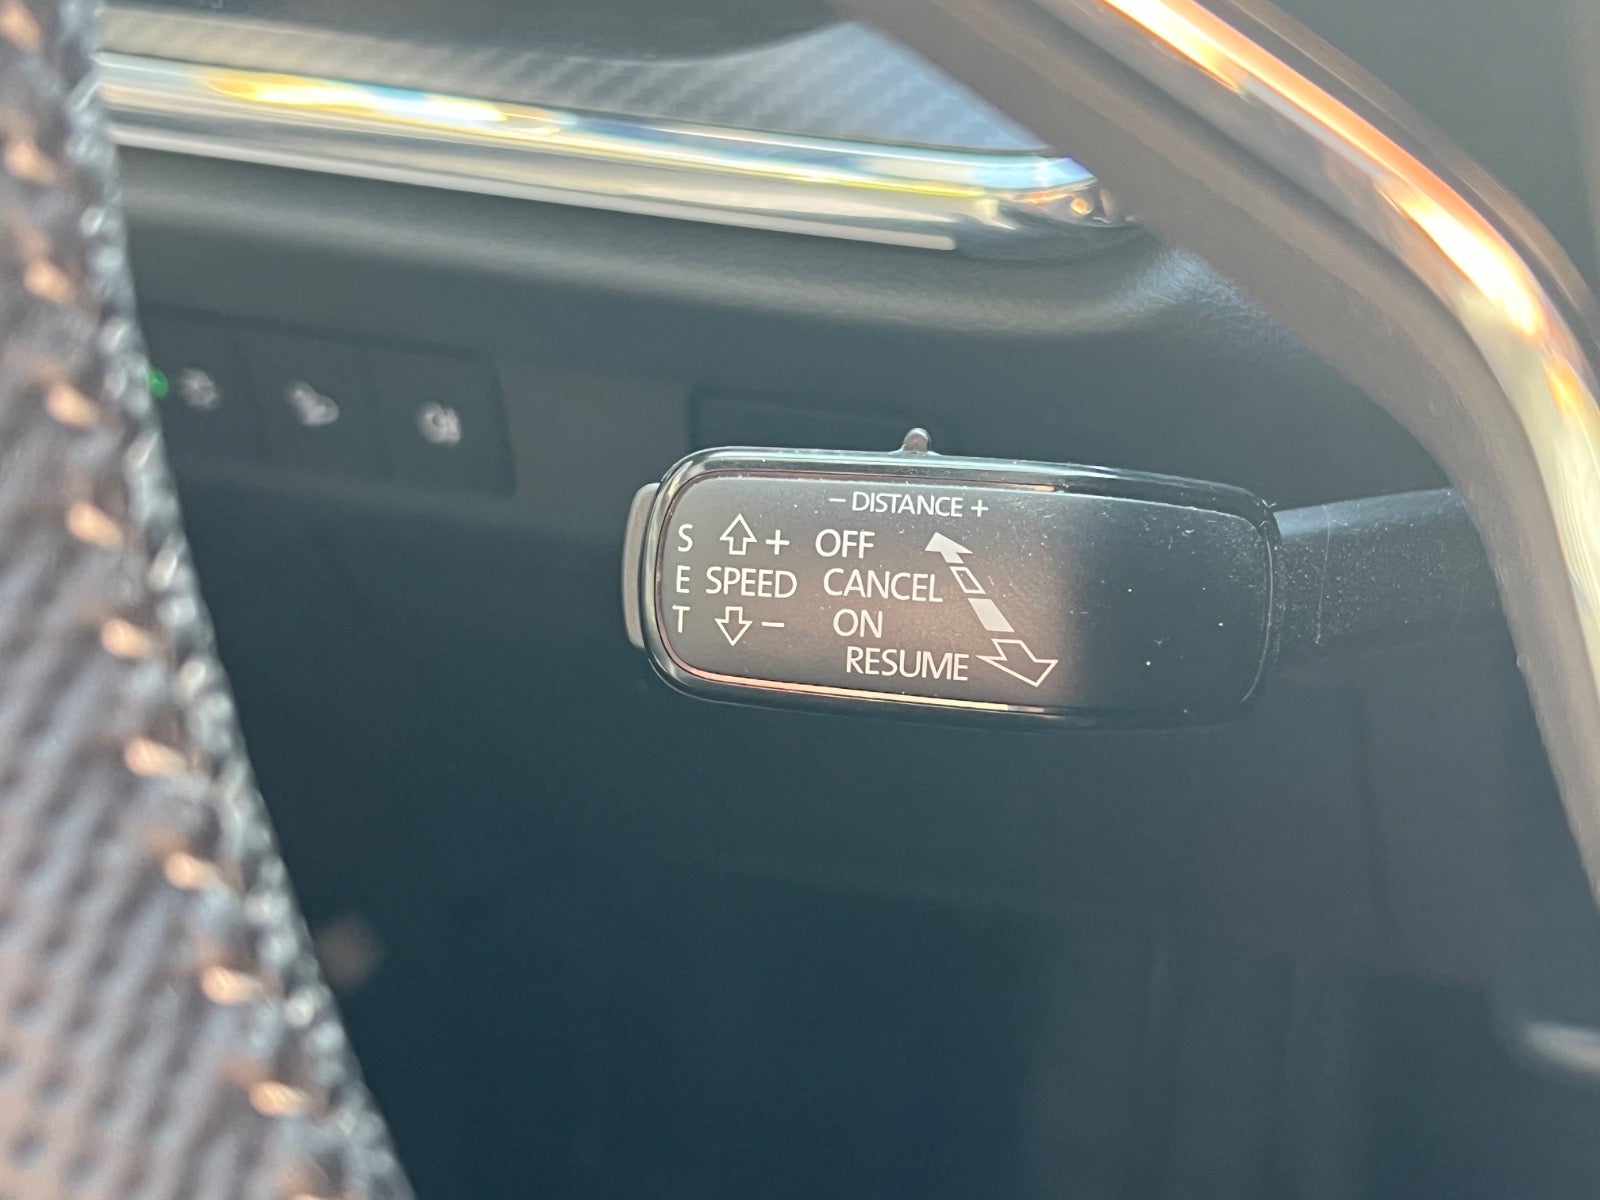 – DISTANCE +
S + OFF
E SPEED CANCEL
T – ON
RESUME